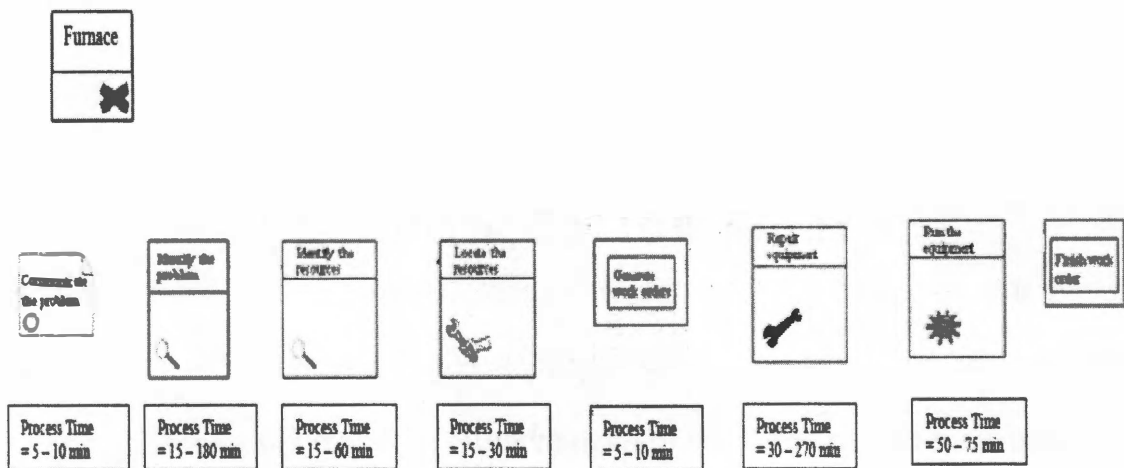 Furnace
Communicate
the problem
Identify the
problem
Identify the
resources
Locate the
resources
Generate
work orders
Repair
equipment
Run the
equipment
Finish work
order
Process Time
= 5 – 10 min
Process Time
= 15 – 180 min
Process Time
= 15 – 60 min
Process Time
= 15 – 30 min
Process Time
= 5 – 10 min
Process Time
= 30 – 270 min
Process Time
= 50 – 75 min